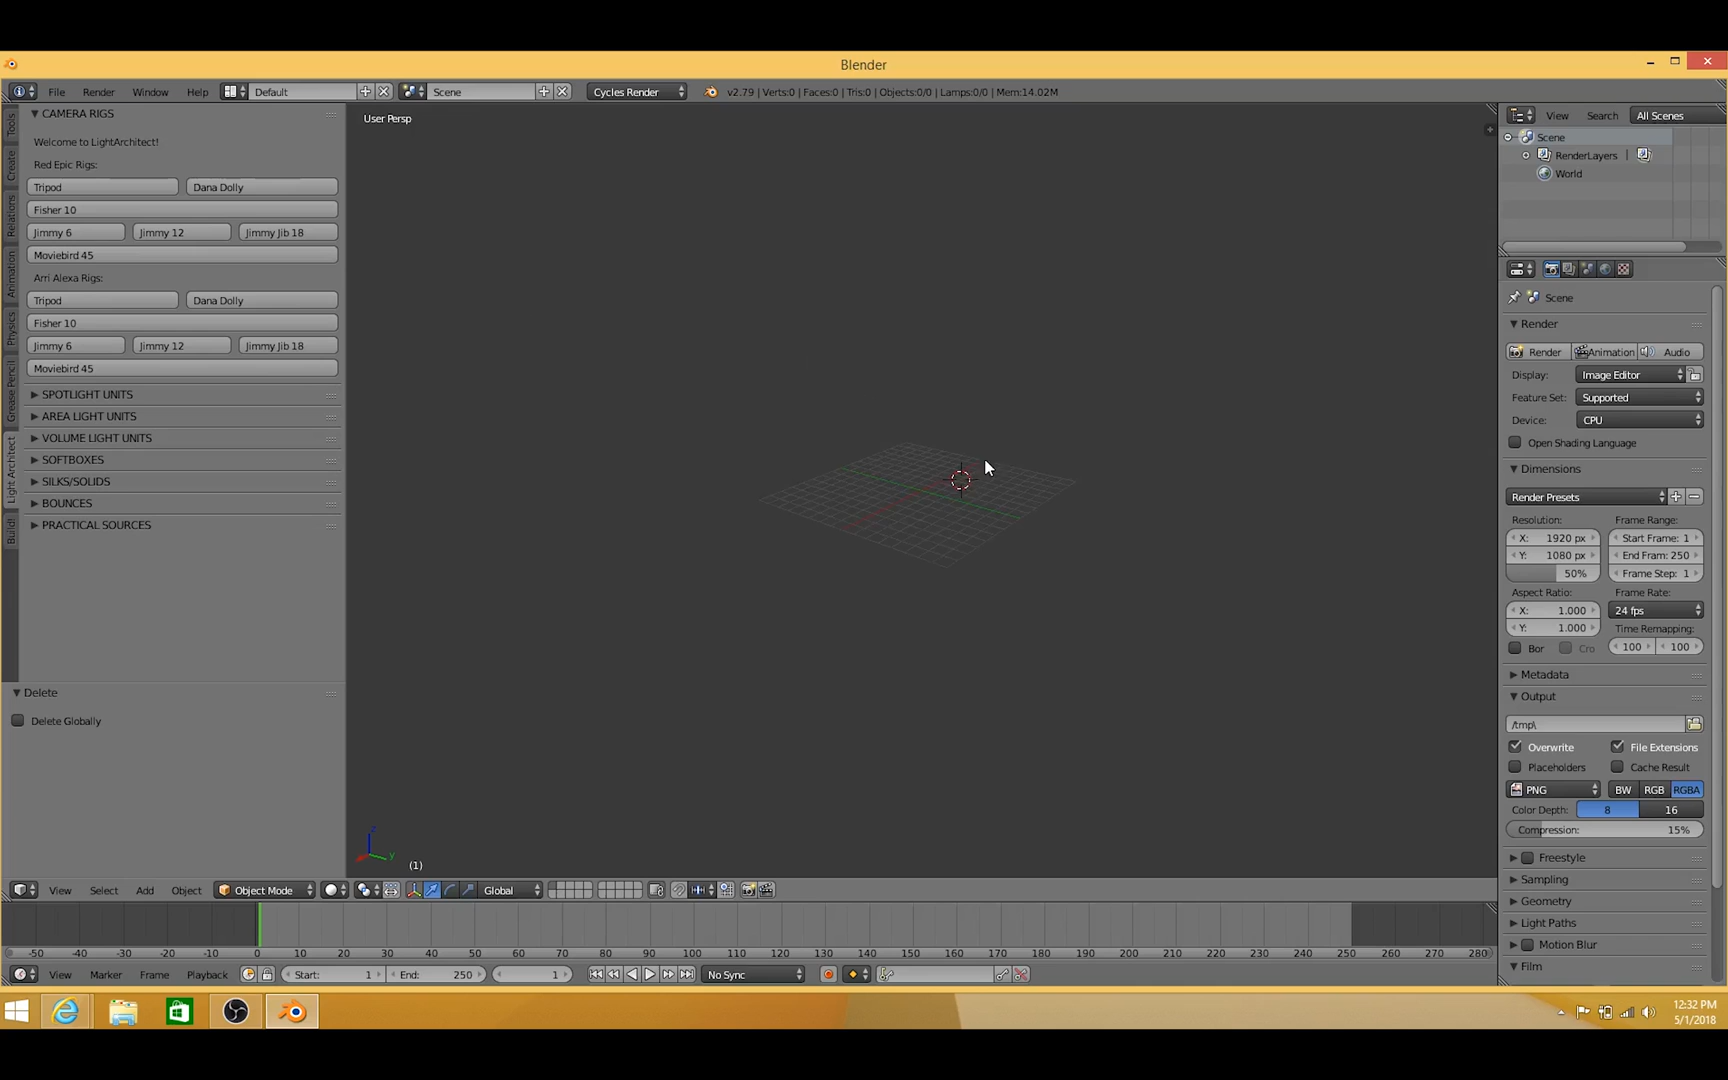 Blender
File Render Window Help Default Scene Cycles Render v2.79 | Verts:0 | Faces:0 | Tris:0 | Objects:0/0 | Lamps:0/0 | Mem:14.02M
Tools
Create
Relations
Animation
Physics
Grease Pencil
Light Architect
Build!
CAMERA RIGS
Welcome to LightArchitect!
Red Epic Rigs:
Tripod Dana Dolly
Fisher 10
Jimmy 6 Jimmy 12 Jimmy Jib 18
Moviebird 45
Arri Alexa Rigs:
Tripod Dana Dolly
Fisher 10
Jimmy 6 Jimmy 12 Jimmy Jib 18
Moviebird 45
SPOTLIGHT UNITS
AREA LIGHT UNITS
VOLUME LIGHT UNITS
SOFTBOXES
SILKS/SOLIDS
BOUNCES
PRACTICAL SOURCES
Delete
Delete Globally
User Persp
z
y
(1)
View Select Add Object Object Mode Global
-50 -40 -30 -20 -10 0 10 20 30 40 50 60 70 80 90 100 110 120 130 140 150 160 170 180 190 200 210 220 230 240 250 260 270 280
View Marker Frame Playback Start: 1 End: 250 1 No Sync
View Search All Scenes
Scene
RenderLayers |
World
Scene
Render
Render Animation Audio
Display: Image Editor
Feature Set: Supported
Device: CPU
Open Shading Language
Dimensions
Render Presets
Resolution: Frame Range:
X: 1920 px Start Frame: 1
Y: 1080 px End Fram: 250
50% Frame Step: 1
Aspect Ratio: Frame Rate:
X: 1.000 24 fps
Y: 1.000 Time Remapping:
Bor Cro 100 100
Metadata
Output
/tmp\
Overwrite File Extensions
Placeholders Cache Result
PNG BW RGB RGBA
Color Depth: 8 16
Compression: 15%
Freestyle
Sampling
Geometry
Light Paths
Motion Blur
Film
12:32 PM
5/1/2018